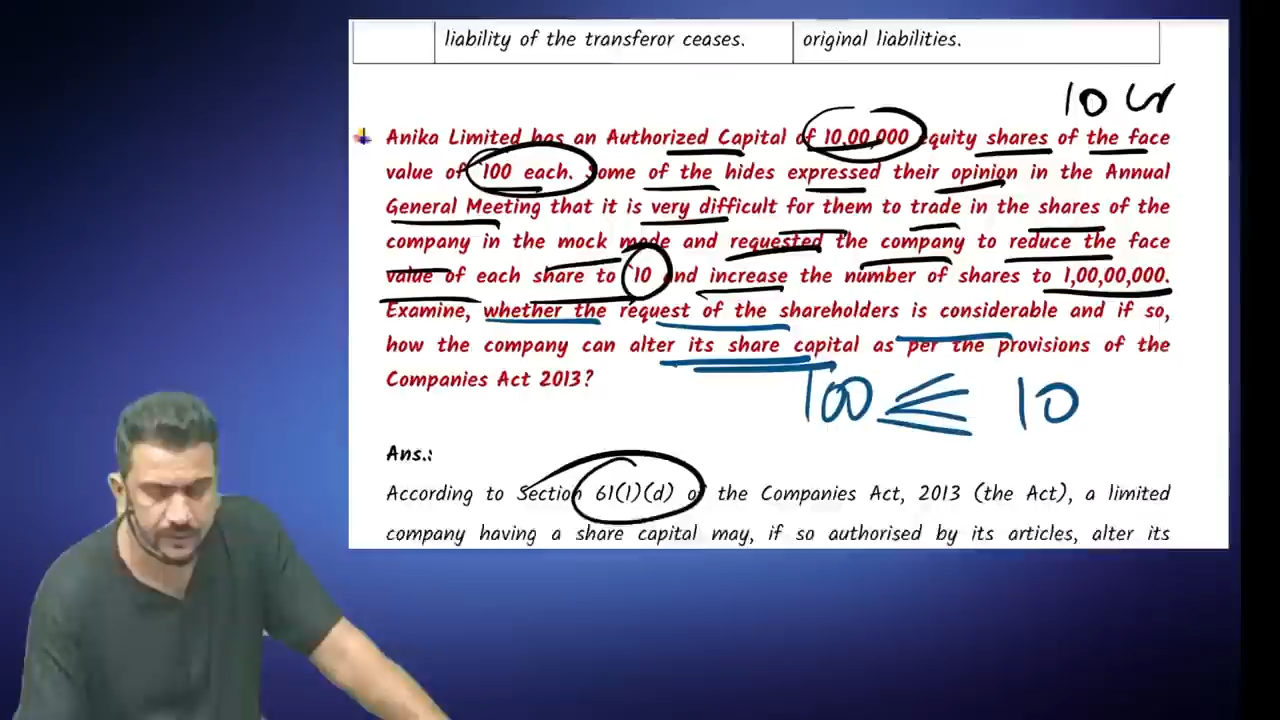 liability of the transferor ceases. original liabilities.
10 Cr
Anika Limited has an Authorized Capital of 10,00,000 equity shares of the face
value of `100 each. Some of the hides expressed their opinion in the Annual
General Meeting that it is very difficult for them to trade in the shares of the
company in the mock mode and requested the company to reduce the face
value of each share to `10 and increase the number of shares to 1,00,00,000.
Examine, whether the request of the shareholders is considerable and if so,
how the company can alter its share capital as per the provisions of the
Companies Act 2013?
100 10
Ans.:
According to Section 61(1)(d) of the Companies Act, 2013 (the Act), a limited
company having a share capital may, if so authorised by its articles, alter its